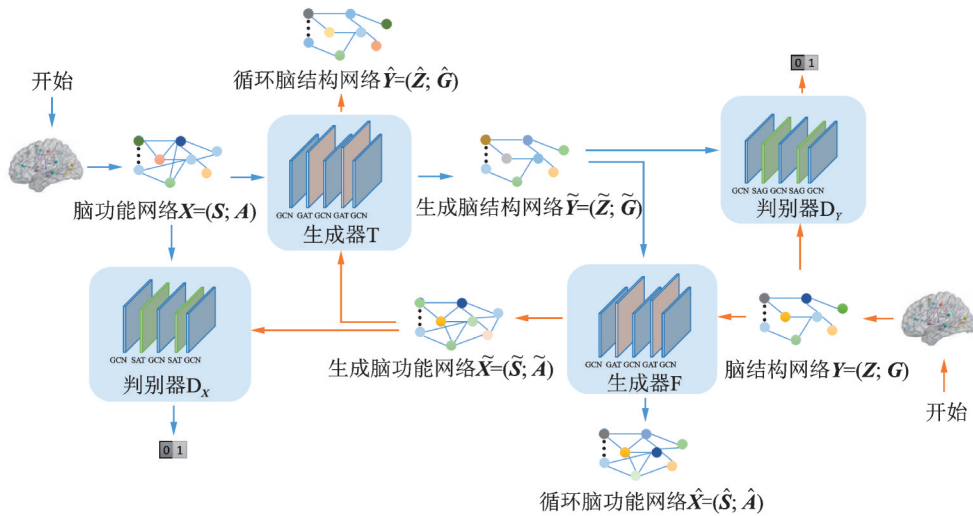 开始
循环脑结构网络Ŷ=(Ẑ; Ĝ)
0 1
GCN SAG GCN SAG GCN
判别器D_Y
脑功能网络X=(S; A)
GCN GAT GCN GAT GCN
生成器T
生成脑结构网络Ỹ=(Z̃; G̃)
GCN SAT GCN SAT GCN
判别器D_X
0 1
生成脑功能网络X̃=(S̃; Ã)
GCN GAT GCN GAT GCN
生成器F
脑结构网络Y=(Z; G)
开始
循环脑功能网络X̂=(Ŝ; Â)